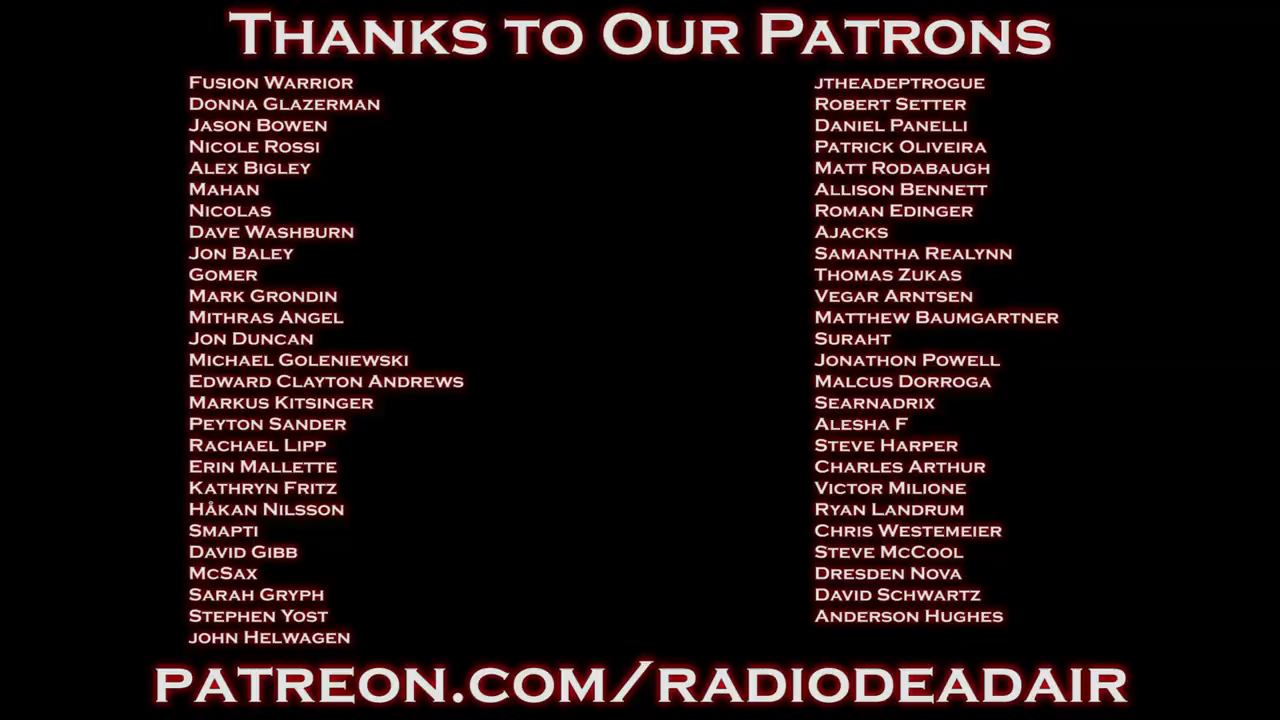 Thanks to Our Patrons
Fusion Warrior
Donna Glazerman
Jason Bowen
Nicole Rossi
Alex Bigley
Mahan
Nicolas
Dave Washburn
Jon Baley
Gomer
Mark Grondin
Mithras Angel
Jon Duncan
Michael Goleniewski
Edward Clayton Andrews
Markus Kitsinger
Peyton Sander
Rachael Lipp
Erin Mallette
Kathryn Fritz
Håkan Nilsson
Smapti
David Gibb
McSax
Sarah Gryph
Stephen Yost
john Helwagen
jtheadeptrogue
Robert Setter
Daniel Panelli
Patrick Oliveira
Matt Rodabaugh
Allison Bennett
Roman Edinger
Ajacks
Samantha Realynn
Thomas Zukas
Vegar Arntsen
Matthew Baumgartner
Suraht
Jonathon Powell
Malcus Dorroga
Searnadrix
Alesha F
Steve Harper
Charles Arthur
Victor Milione
Ryan Landrum
Chris Westemeier
Steve McCool
Dresden Nova
David Schwartz
Anderson Hughes
patreon.com/radiodeadair